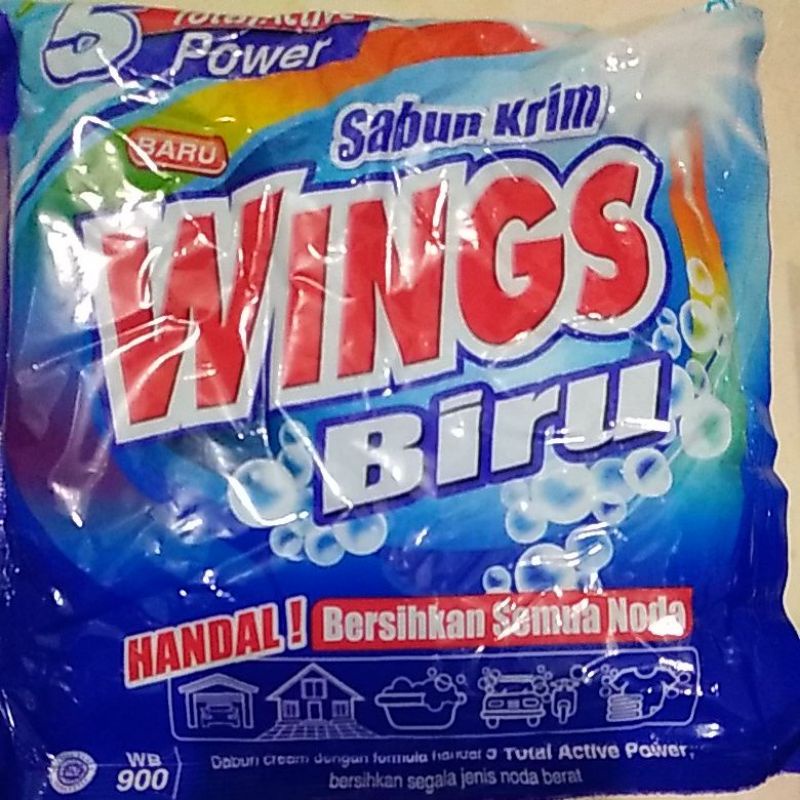 5 Total Active
Power
Sabun Krim
BARU
WINGS
Biru
HANDAL! Bersihkan Semua Noda
WB
900
Sabun cream dengan formula handal 5 Total Active Power,
bersihkan segala jenis noda berat